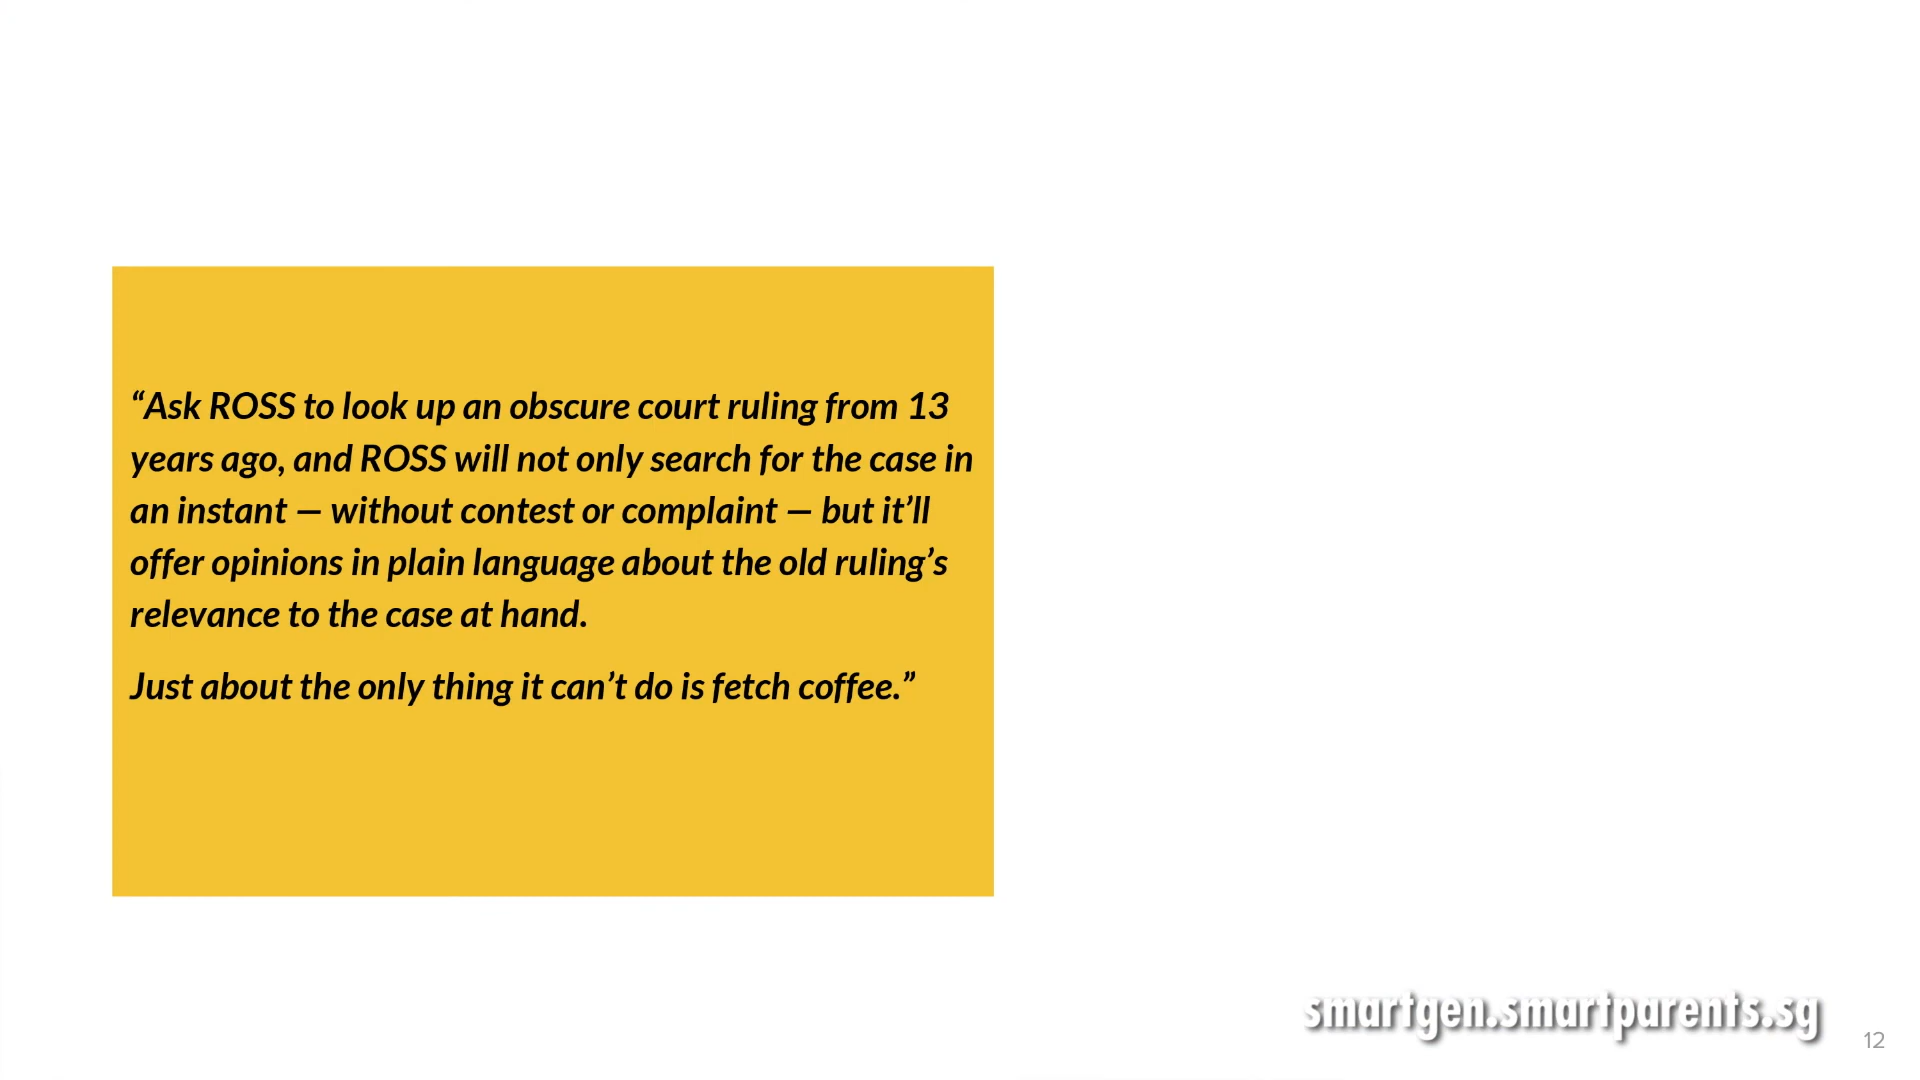 “Ask ROSS to look up an obscure court ruling from 13
years ago, and ROSS will not only search for the case in
an instant — without contest or complaint — but it’ll
offer opinions in plain language about the old ruling’s
relevance to the case at hand.
Just about the only thing it can’t do is fetch coffee.”
smartgen.smartparents.sg
12